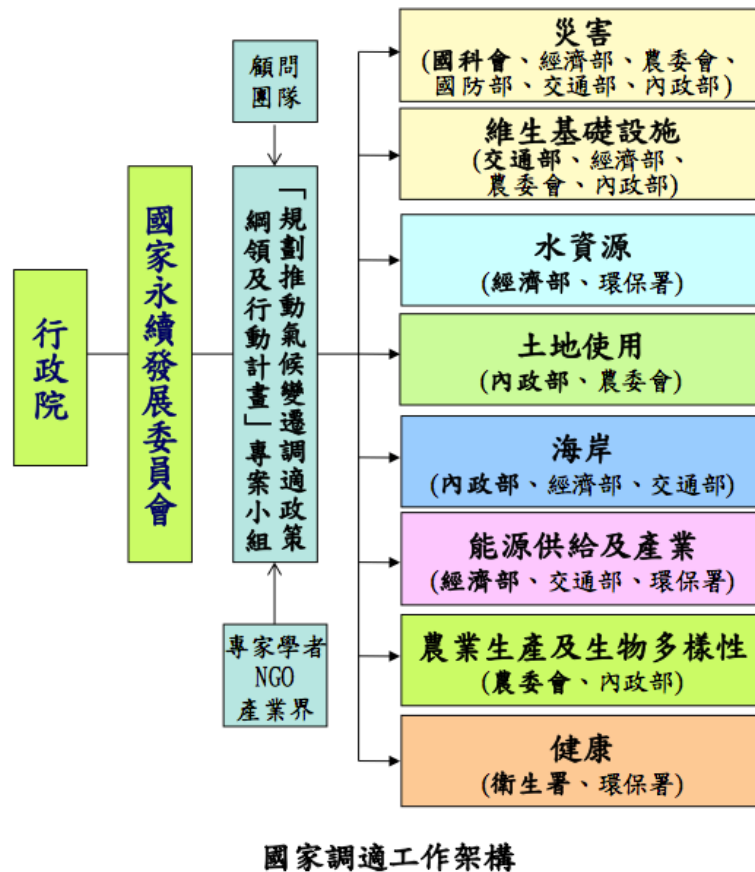 行政院
國家永續發展委員會
顧問
團隊
「規劃推動氣候變遷調適政策
綱領及行動計畫」專案小組
專家學者
NGO
產業界
災害
(國科會、經濟部、農委會、
國防部、交通部、內政部)
維生基礎設施
(交通部、經濟部、
農委會、內政部)
水資源
(經濟部、環保署)
土地使用
(內政部、農委會)
海岸
(內政部、經濟部、交通部)
能源供給及產業
(經濟部、交通部、環保署)
農業生產及生物多樣性
(農委會、內政部)
健康
(衛生署、環保署)
國家調適工作架構